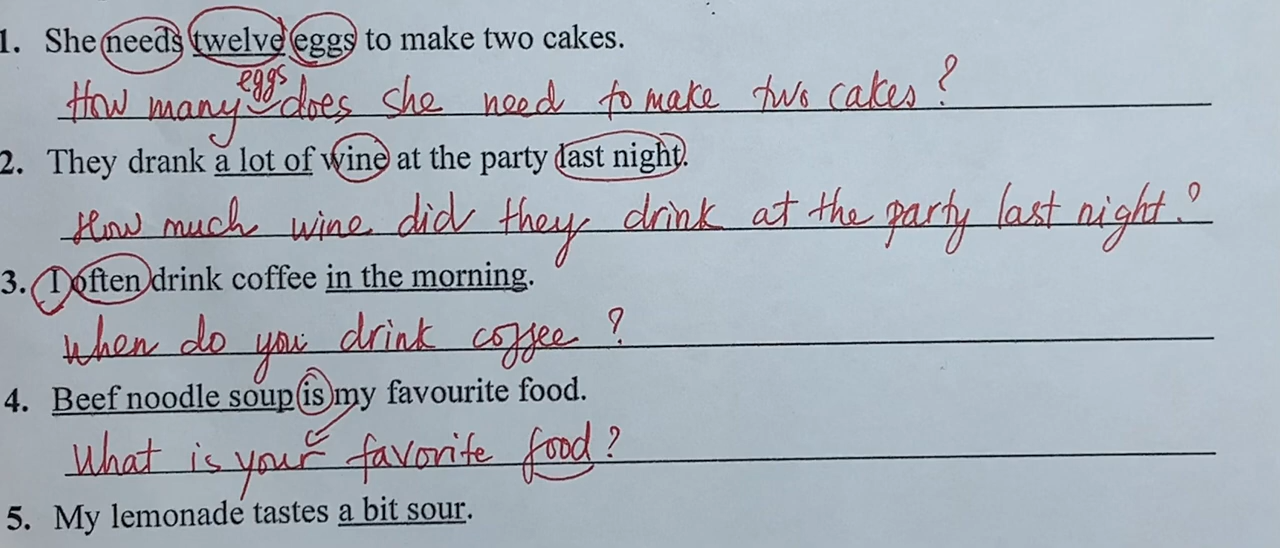 1. She needs twelve eggs to make two cakes.
How many eggs does she need to make two cakes?
2. They drank a lot of wine at the party last night.
How much wine did they drink at the party last night?
3. I often drink coffee in the morning.
When do you drink coffee?
4. Beef noodle soup is my favourite food.
What is your favorite food?
5. My lemonade tastes a bit sour.